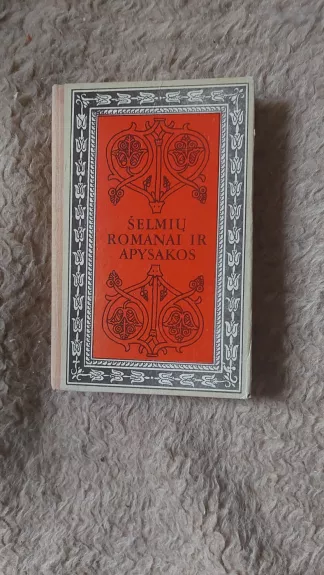 ŠELMIŲ
ROMANAI IR
APYSAKOS